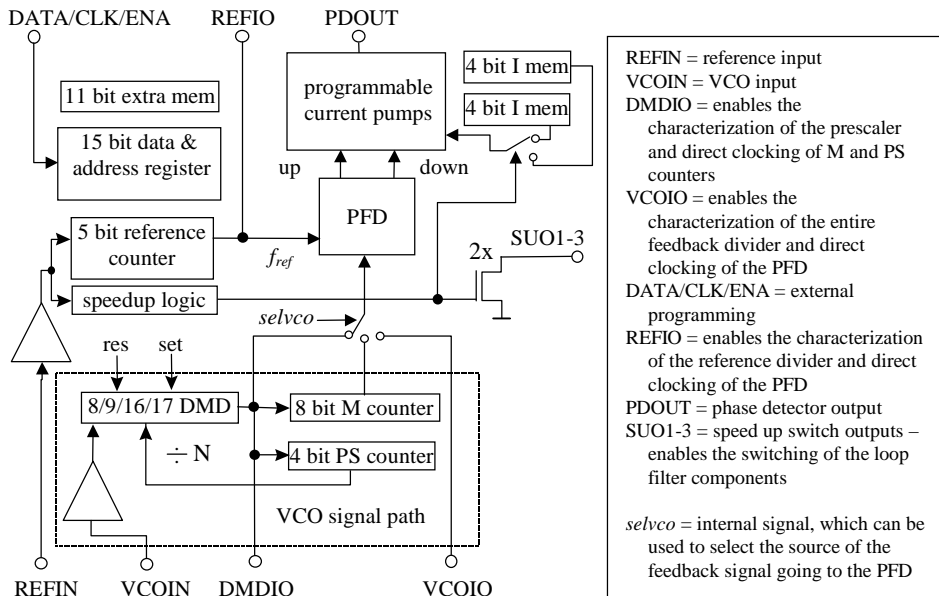 DATA/CLK/ENA
REFIO
PDOUT
11 bit extra mem
15 bit data &
address register
programmable
current pumps
4 bit I mem
4 bit I mem
up
down
PFD
5 bit reference
counter
f_ref
speedup logic
2x
SUO1-3
selvco
res
set
8/9/16/17 DMD
8 bit M counter
÷ N
4 bit PS counter
VCO signal path
REFIN
VCOIN
DMDIO
VCOIO
REFIN = reference input
VCOIN = VCO input
DMDIO = enables the
characterization of the prescaler
and direct clocking of M and PS
counters
VCOIO = enables the
characterization of the entire
feedback divider and direct
clocking of the PFD
DATA/CLK/ENA = external
programming
REFIO = enables the characterization
of the reference divider and direct
clocking of the PFD
PDOUT = phase detector output
SUO1-3 = speed up switch outputs –
enables the switching of the loop
filter components
selvco = internal signal, which can be
used to select the source of the
feedback signal going to the PFD